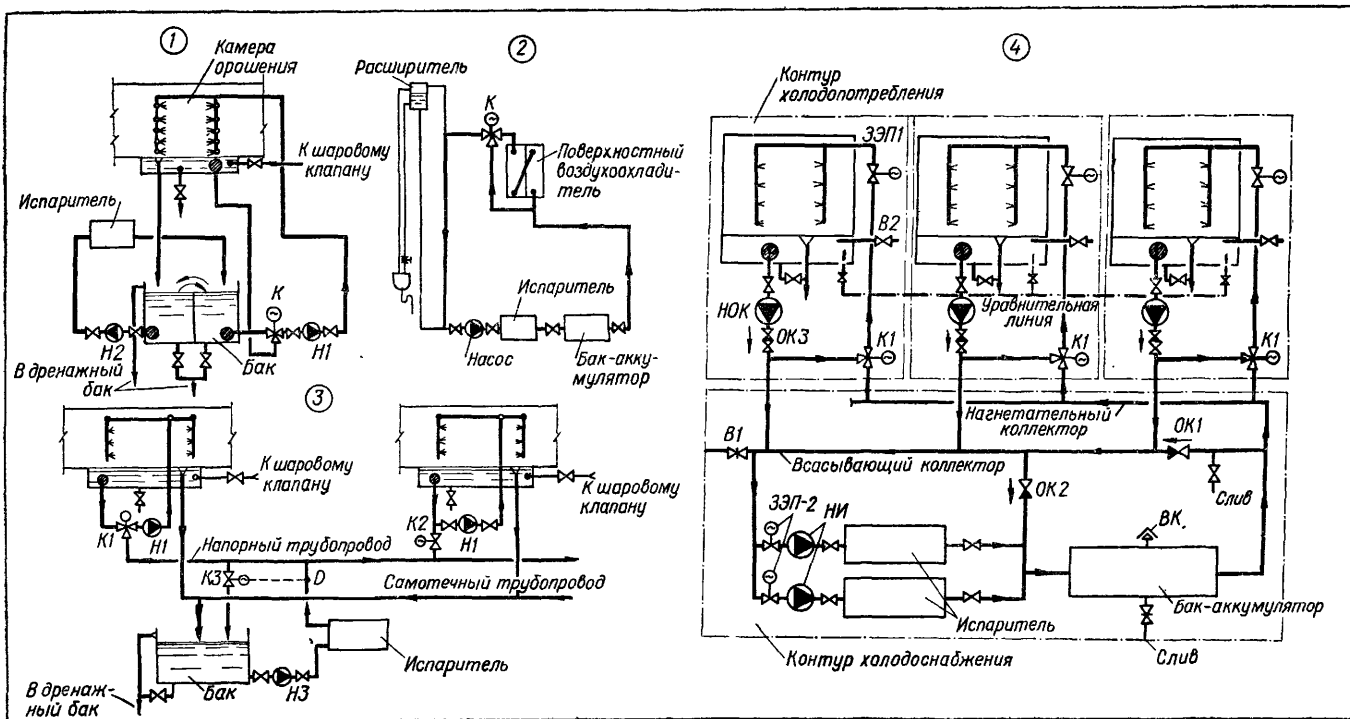 1
Камера
орошения
К шаровому
клапану
Испаритель
К
Н2
Бак
Н1
В дренажный
бак
2
Расширитель
К
Поверхностный
воздухоохлади-
тель
Испаритель
Насос
Бак-акку-
мулятор
3
К шаровому
клапану
К шаровому
клапану
К1
Н1
К2
Н1
Напорный трубопровод
К3
D
Самотечный трубопровод
Испаритель
Бак
Н3
В дренаж-
ный бак
4
Контур
холодопотребления
ЗЭП1
В2
НОК
ОК3
Уравнительная
линия
К1
К1
К1
Нагнетательный
коллектор
ОК1
В1
Всасывающий коллектор
Слив
ОК2
ЗЭП-2
НИ
ВК
Бак-аккумулятор
Испаритель
Контур холодоснабжения
Слив